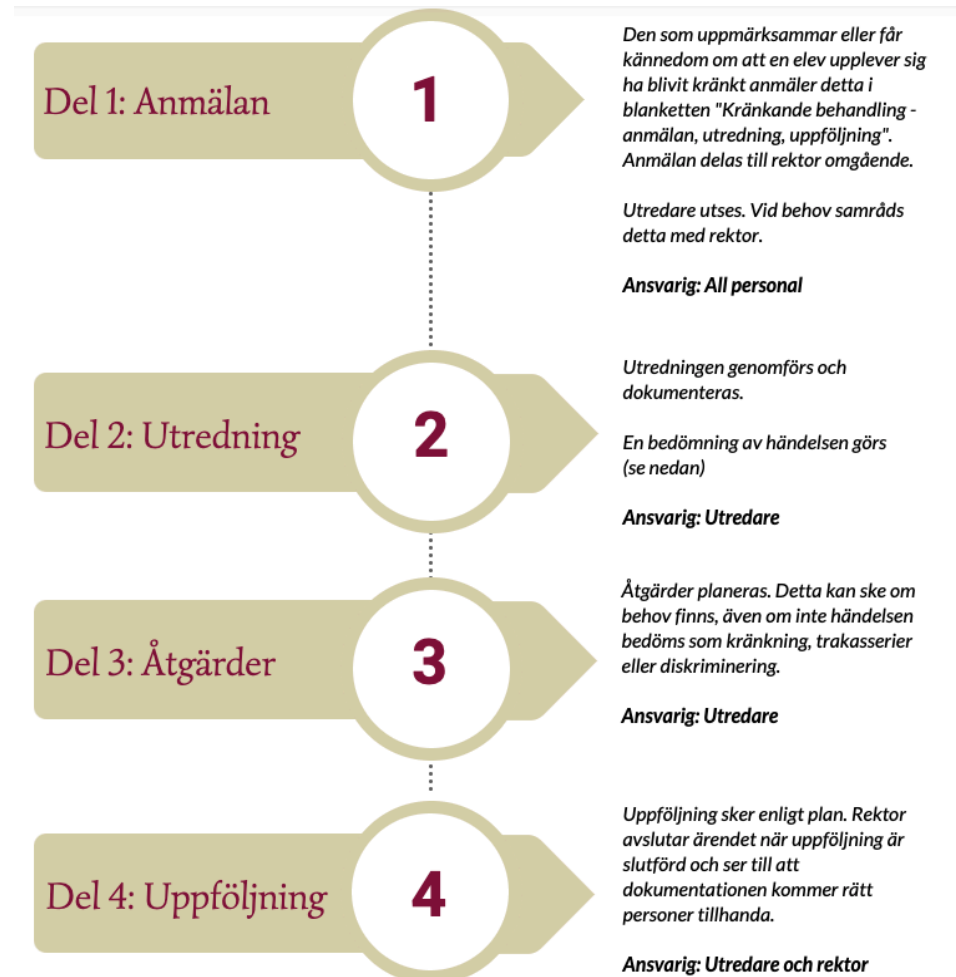 Del 1: Anmälan
1
Den som uppmärksammar eller får
kännedom om att en elev upplever sig
ha blivit kränkt anmäler detta i
blanketten "Kränkande behandling -
anmälan, utredning, uppföljning".
Anmälan delas till rektor omgående.
Utredare utses. Vid behov samråds
detta med rektor.
Ansvarig: All personal
Del 2: Utredning
2
Utredningen genomförs och
dokumenteras.
En bedömning av händelsen görs
(se nedan)
Ansvarig: Utredare
Del 3: Åtgärder
3
Åtgärder planeras. Detta kan ske om
behov finns, även om inte händelsen
bedöms som kränkning, trakasserier
eller diskriminering.
Ansvarig: Utredare
Del 4: Uppföljning
4
Uppföljning sker enligt plan. Rektor
avslutar ärendet när uppföljning är
slutförd och ser till att
dokumentationen kommer rätt
personer tillhanda.
Ansvarig: Utredare och rektor